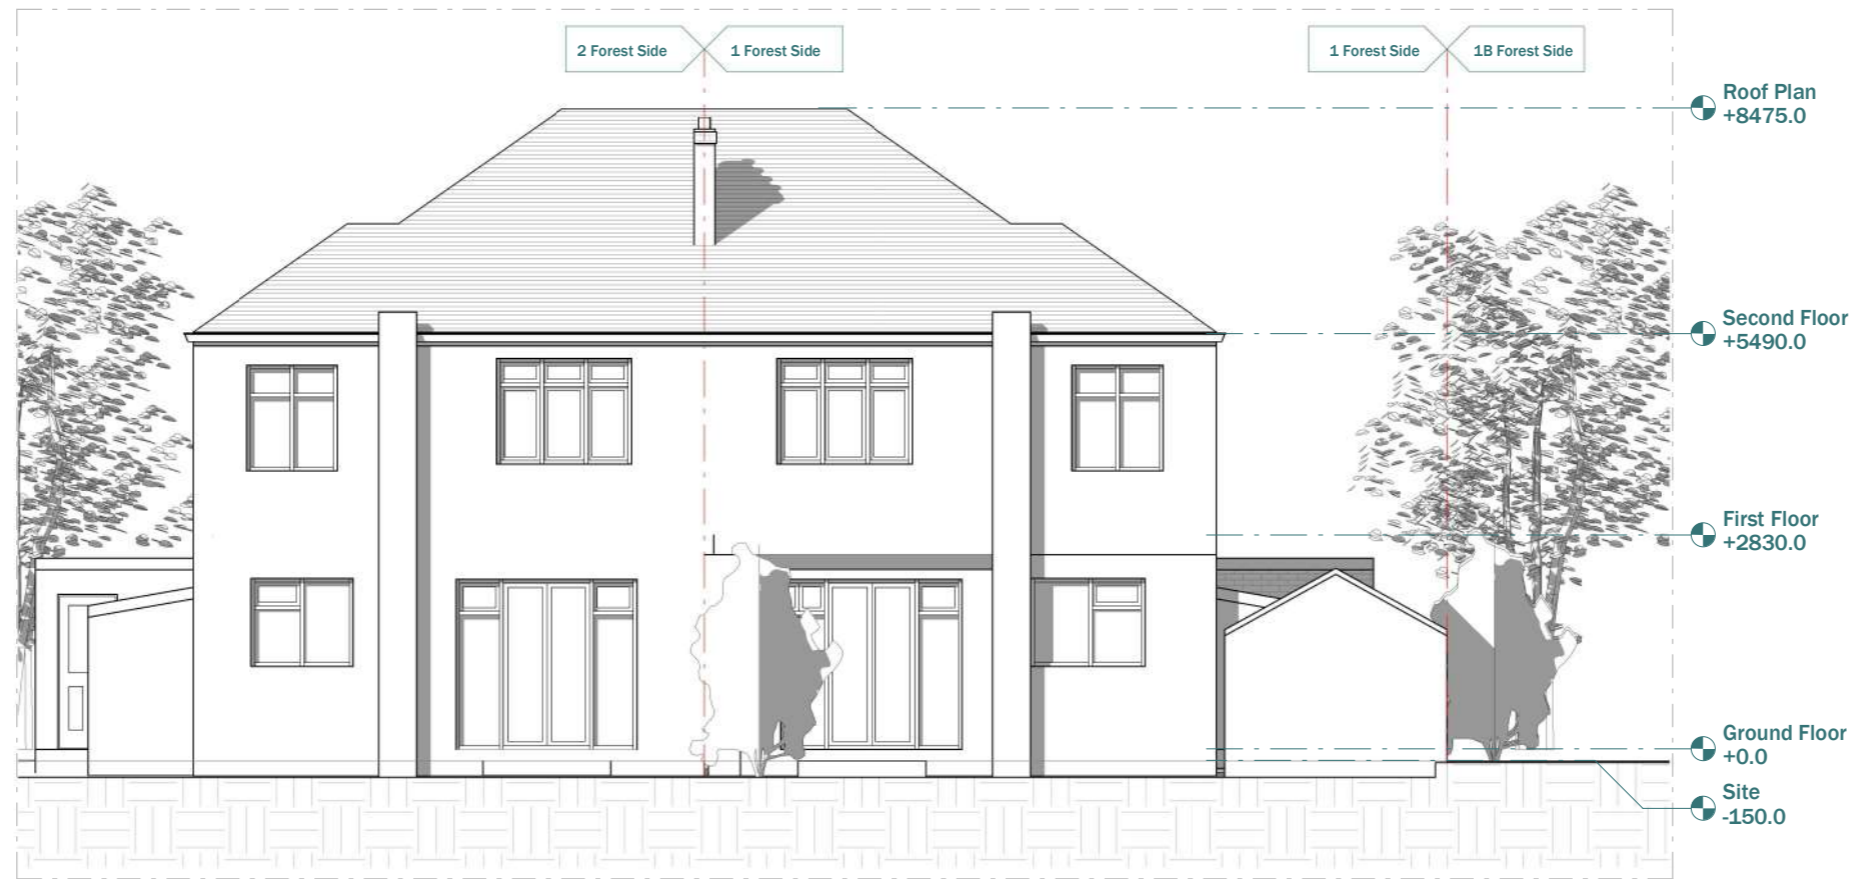 2 Forest Side
1 Forest Side
1 Forest Side
1B Forest Side
Roof Plan
+8475.0
Second Floor
+5490.0
First Floor
+2830.0
Ground Floor
+0.0
Site
-150.0